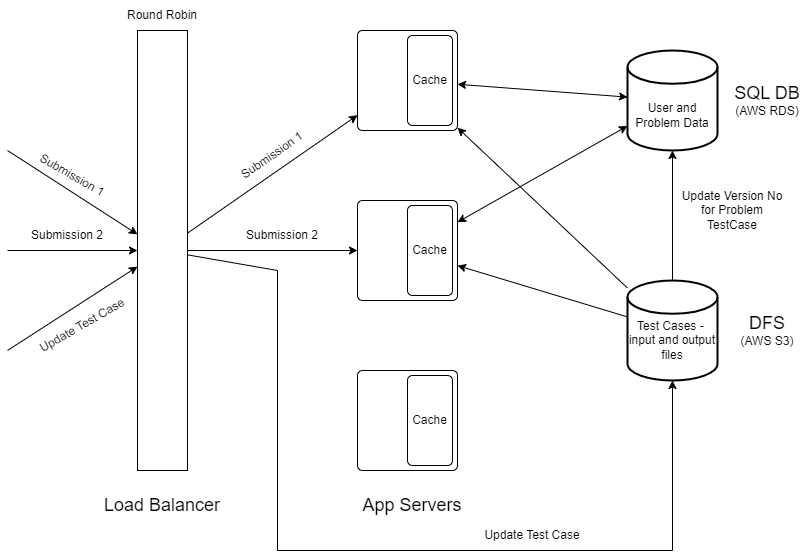 Round Robin
Cache
SQL DB
(AWS RDS)
User and
Problem Data
Submission 1
Submission 1
Update Version No
for Problem
TestCase
Submission 2
Submission 2
Cache
Update Test Case
Test Cases -
input and output
files
DFS
(AWS S3)
Cache
Load Balancer
App Servers
Update Test Case